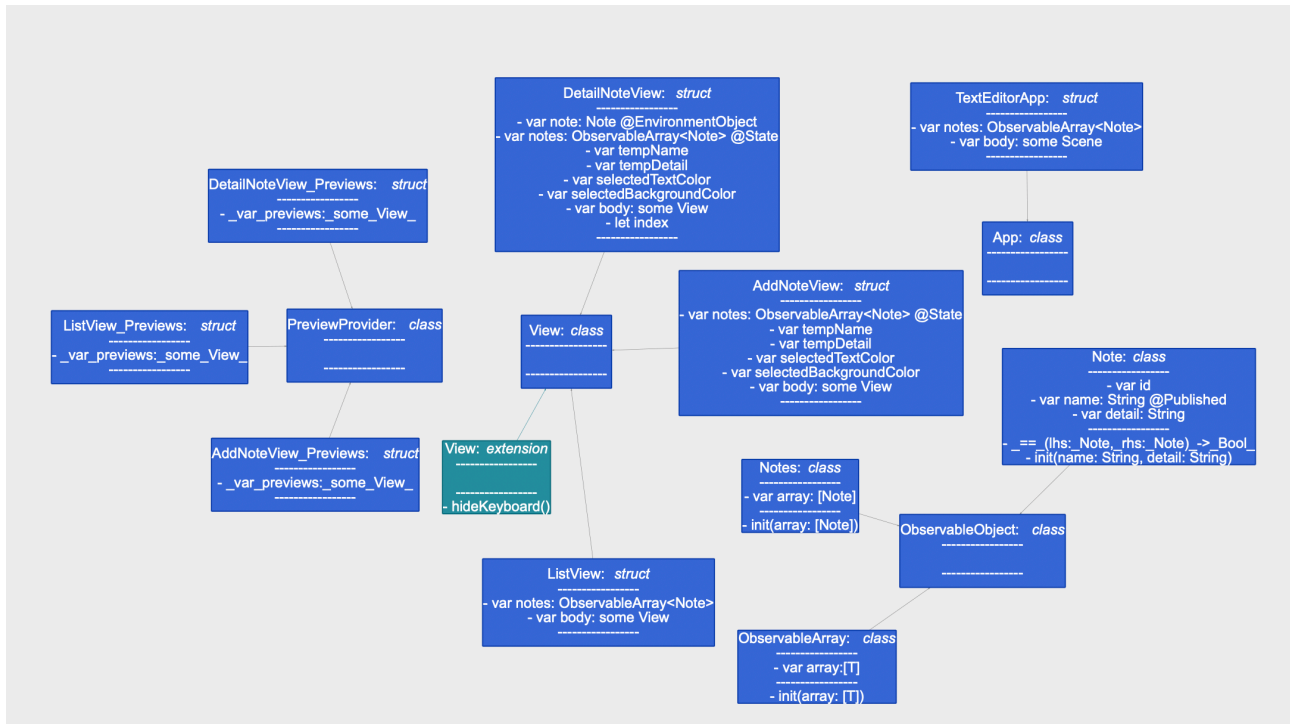 DetailNoteView: struct
-----------------
- var note: Note @EnvironmentObject
- var notes: ObservableArray<Note> @State
- var tempName
- var tempDetail
- var selectedTextColor
- var selectedBackgroundColor
- var body: some View
- let index
-----------------
TextEditorApp: struct
-----------------
- var notes: ObservableArray<Note>
- var body: some Scene
-----------------
DetailNoteView_Previews: struct
-----------------
- _var_previews:_some_View_
-----------------
App: class
-----------------
-----------------
AddNoteView: struct
-----------------
- var notes: ObservableArray<Note> @State
- var tempName
- var tempDetail
- var selectedTextColor
- var selectedBackgroundColor
- var body: some View
-----------------
ListView_Previews: struct
-----------------
- _var_previews:_some_View_
-----------------
PreviewProvider: class
-----------------
-----------------
View: class
-----------------
-----------------
Note: class
-----------------
- var id
- var name: String @Published
- var detail: String
-----------------
- _==_(lhs:_Note,_rhs:_Note)_->_Bool_
- init(name: String, detail: String)
AddNoteView_Previews: struct
-----------------
- _var_previews:_some_View_
-----------------
View: extension
-----------------
-----------------
- hideKeyboard()
Notes: class
-----------------
- var array: [Note]
-----------------
- init(array: [Note])
ObservableObject: class
-----------------
-----------------
ListView: struct
-----------------
- var notes: ObservableArray<Note>
- var body: some View
-----------------
ObservableArray: class
-----------------
- var array:[T]
-----------------
- init(array: [T])